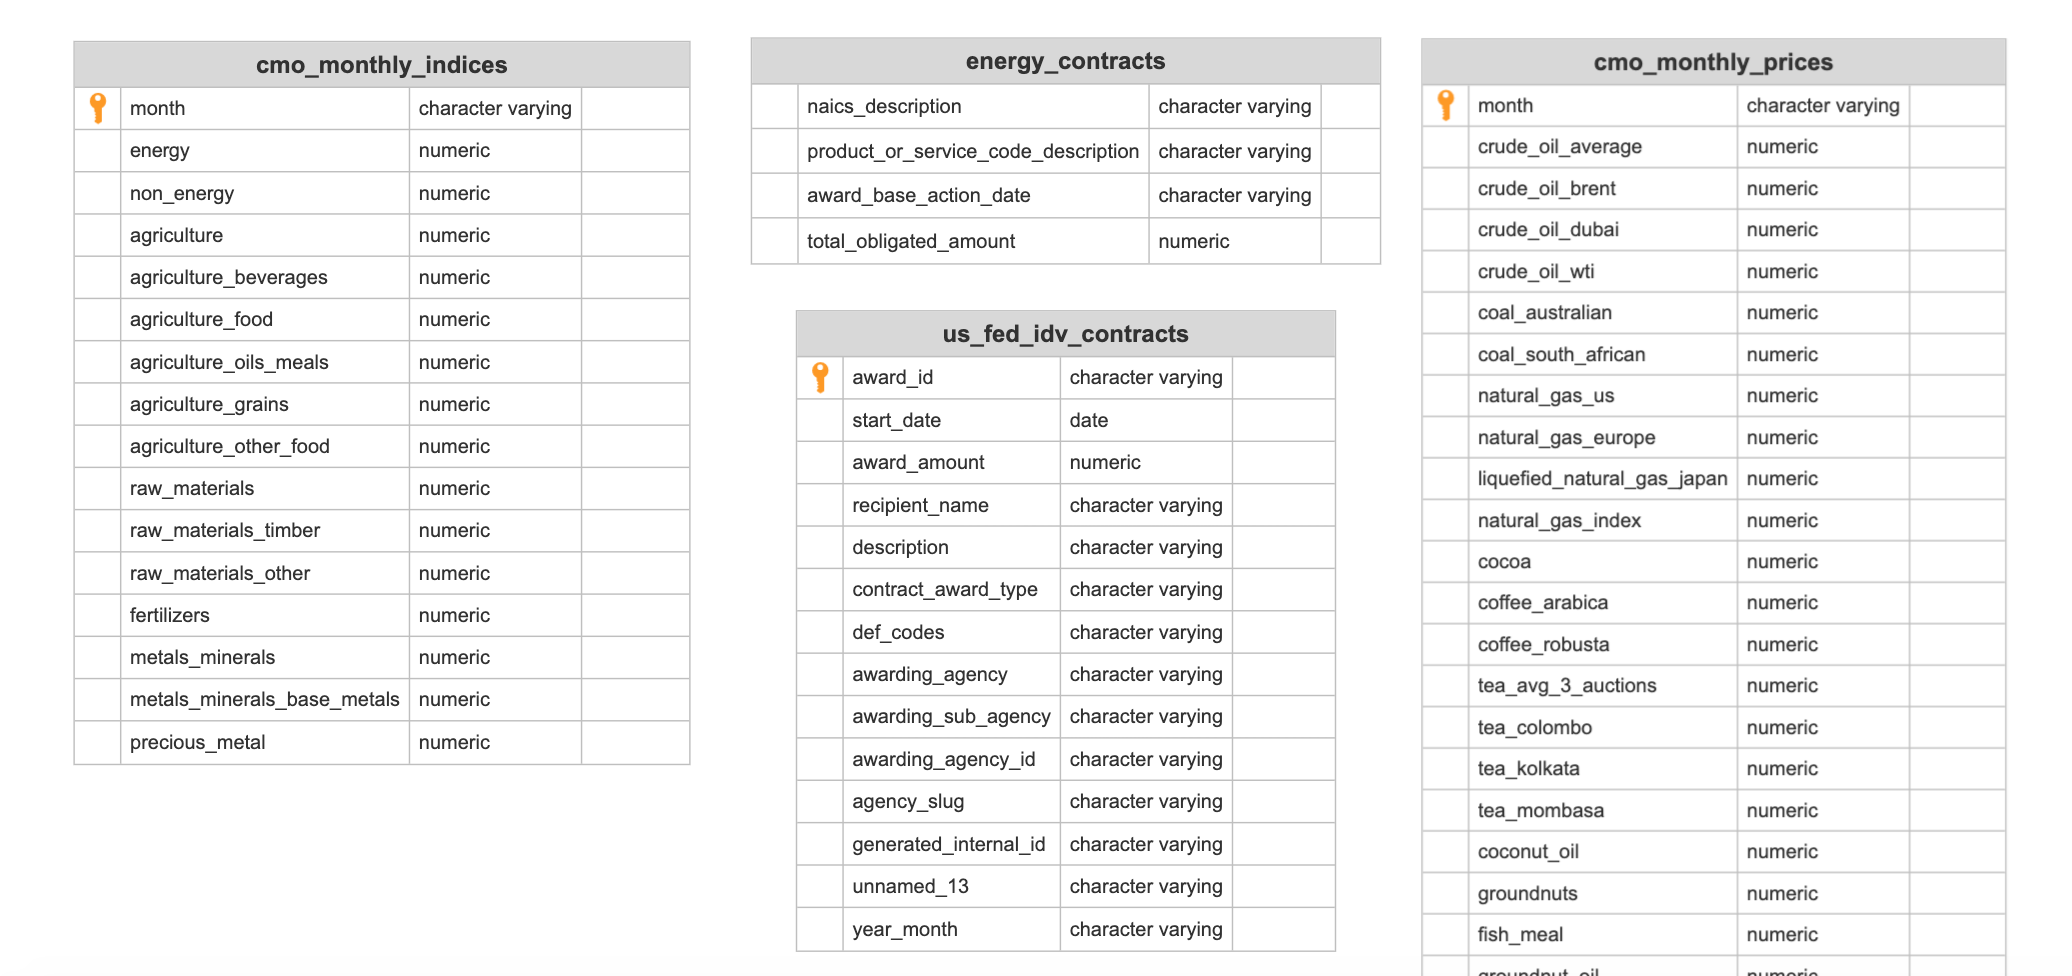 cmo_monthly_indices
month character varying
energy numeric
non_energy numeric
agriculture numeric
agriculture_beverages numeric
agriculture_food numeric
agriculture_oils_meals numeric
agriculture_grains numeric
agriculture_other_food numeric
raw_materials numeric
raw_materials_timber numeric
raw_materials_other numeric
fertilizers numeric
metals_minerals numeric
metals_minerals_base_metals numeric
precious_metal numeric
energy_contracts
naics_description character varying
product_or_service_code_description character varying
award_base_action_date character varying
total_obligated_amount numeric
us_fed_idv_contracts
award_id character varying
start_date date
award_amount numeric
recipient_name character varying
description character varying
contract_award_type character varying
def_codes character varying
awarding_agency character varying
awarding_sub_agency character varying
awarding_agency_id character varying
agency_slug character varying
generated_internal_id character varying
unnamed_13 character varying
year_month character varying
cmo_monthly_prices
month character varying
crude_oil_average numeric
crude_oil_brent numeric
crude_oil_dubai numeric
crude_oil_wti numeric
coal_australian numeric
coal_south_african numeric
natural_gas_us numeric
natural_gas_europe numeric
liquefied_natural_gas_japan numeric
natural_gas_index numeric
cocoa numeric
coffee_arabica numeric
coffee_robusta numeric
tea_avg_3_auctions numeric
tea_colombo numeric
tea_kolkata numeric
tea_mombasa numeric
coconut_oil numeric
groundnuts numeric
fish_meal numeric
groundnut_oil numeric